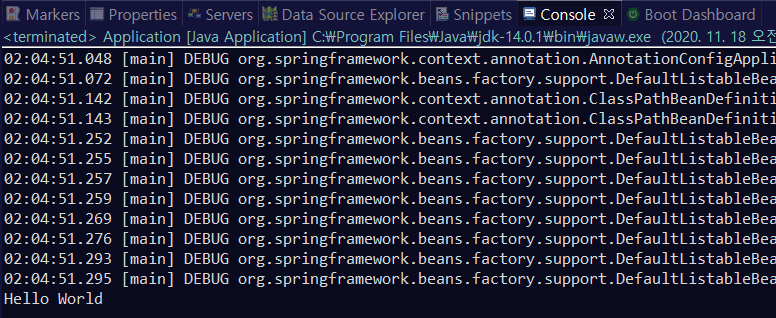 Markers Properties Servers Data Source Explorer Snippets Console Boot Dashboard
<terminated> Application [Java Application] C:₩Program Files₩Java₩jdk-14.0.1₩bin₩javaw.exe (2020. 11. 18 오전
02:04:51.048 [main] DEBUG org.springframework.context.annotation.AnnotationConfigAppli
02:04:51.072 [main] DEBUG org.springframework.beans.factory.support.DefaultListableBea
02:04:51.142 [main] DEBUG org.springframework.context.annotation.ClassPathBeanDefiniti
02:04:51.143 [main] DEBUG org.springframework.context.annotation.ClassPathBeanDefiniti
02:04:51.252 [main] DEBUG org.springframework.beans.factory.support.DefaultListableBea
02:04:51.255 [main] DEBUG org.springframework.beans.factory.support.DefaultListableBea
02:04:51.257 [main] DEBUG org.springframework.beans.factory.support.DefaultListableBea
02:04:51.259 [main] DEBUG org.springframework.beans.factory.support.DefaultListableBea
02:04:51.269 [main] DEBUG org.springframework.beans.factory.support.DefaultListableBea
02:04:51.276 [main] DEBUG org.springframework.beans.factory.support.DefaultListableBea
02:04:51.293 [main] DEBUG org.springframework.beans.factory.support.DefaultListableBea
02:04:51.295 [main] DEBUG org.springframework.beans.factory.support.DefaultListableBea
Hello World